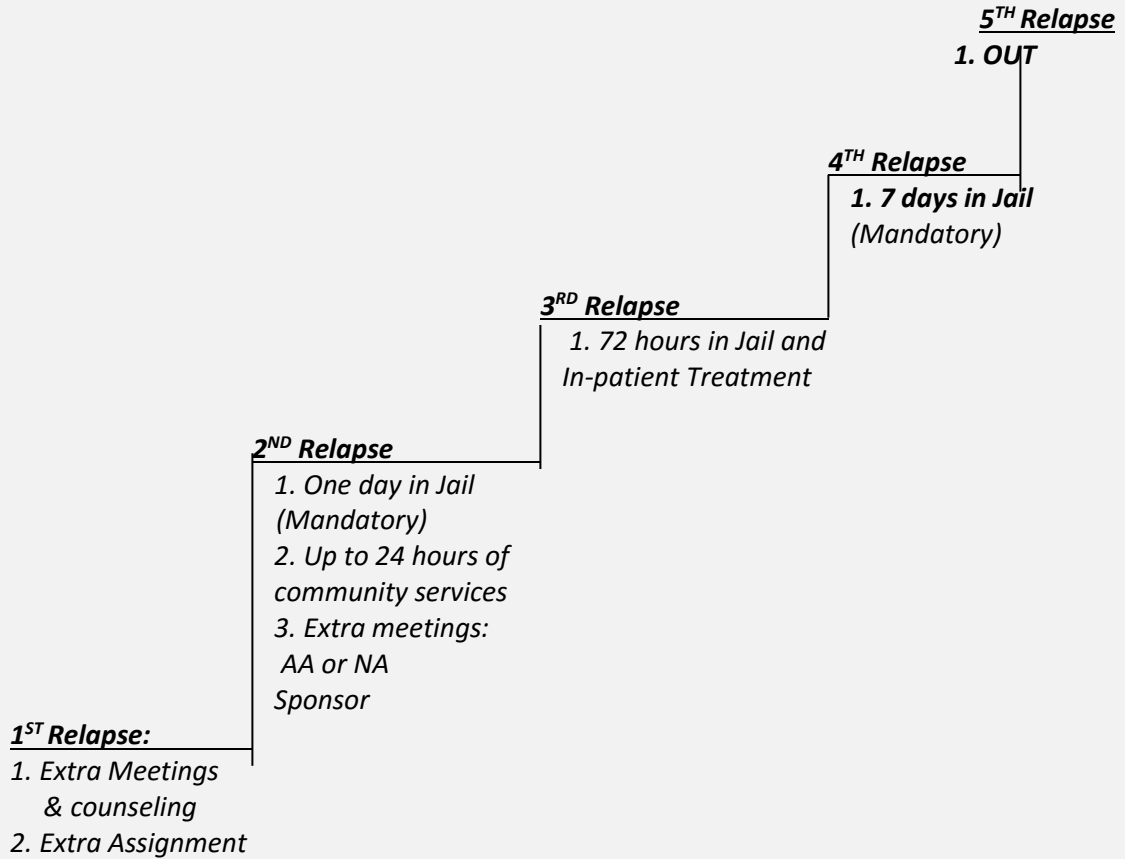 5TH Relapse
1. OUT
4TH Relapse
1. 7 days in Jail
(Mandatory)
3RD Relapse
1. 72 hours in Jail and
In-patient Treatment
2ND Relapse
1. One day in Jail
(Mandatory)
2. Up to 24 hours of
community services
3. Extra meetings:
AA or NA
Sponsor
1ST Relapse:
1. Extra Meetings
& counseling
2. Extra Assignment